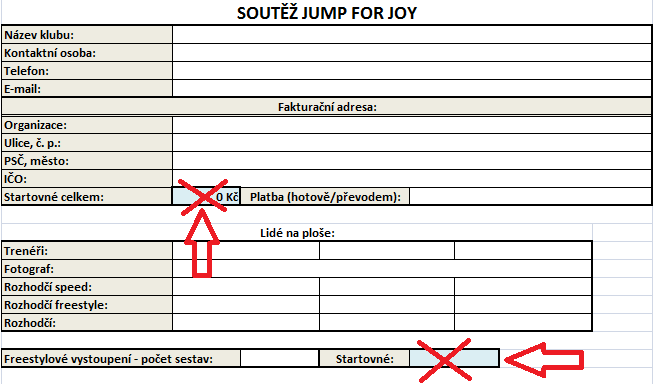 SOUTĚŽ JUMP FOR JOY
Název klubu:
Kontaktní osoba:
Telefon:
E-mail:
Fakturační adresa:
Organizace:
Ulice, č. p.:
PSČ, město:
IČO:
Startovné celkem: 0 Kč Platba (hotově/převodem):
Lidé na ploše:
Trenéři:
Fotograf:
Rozhodčí speed:
Rozhodčí freestyle:
Rozhodčí:
Freestylové vystoupení - počet sestav: Startovné: